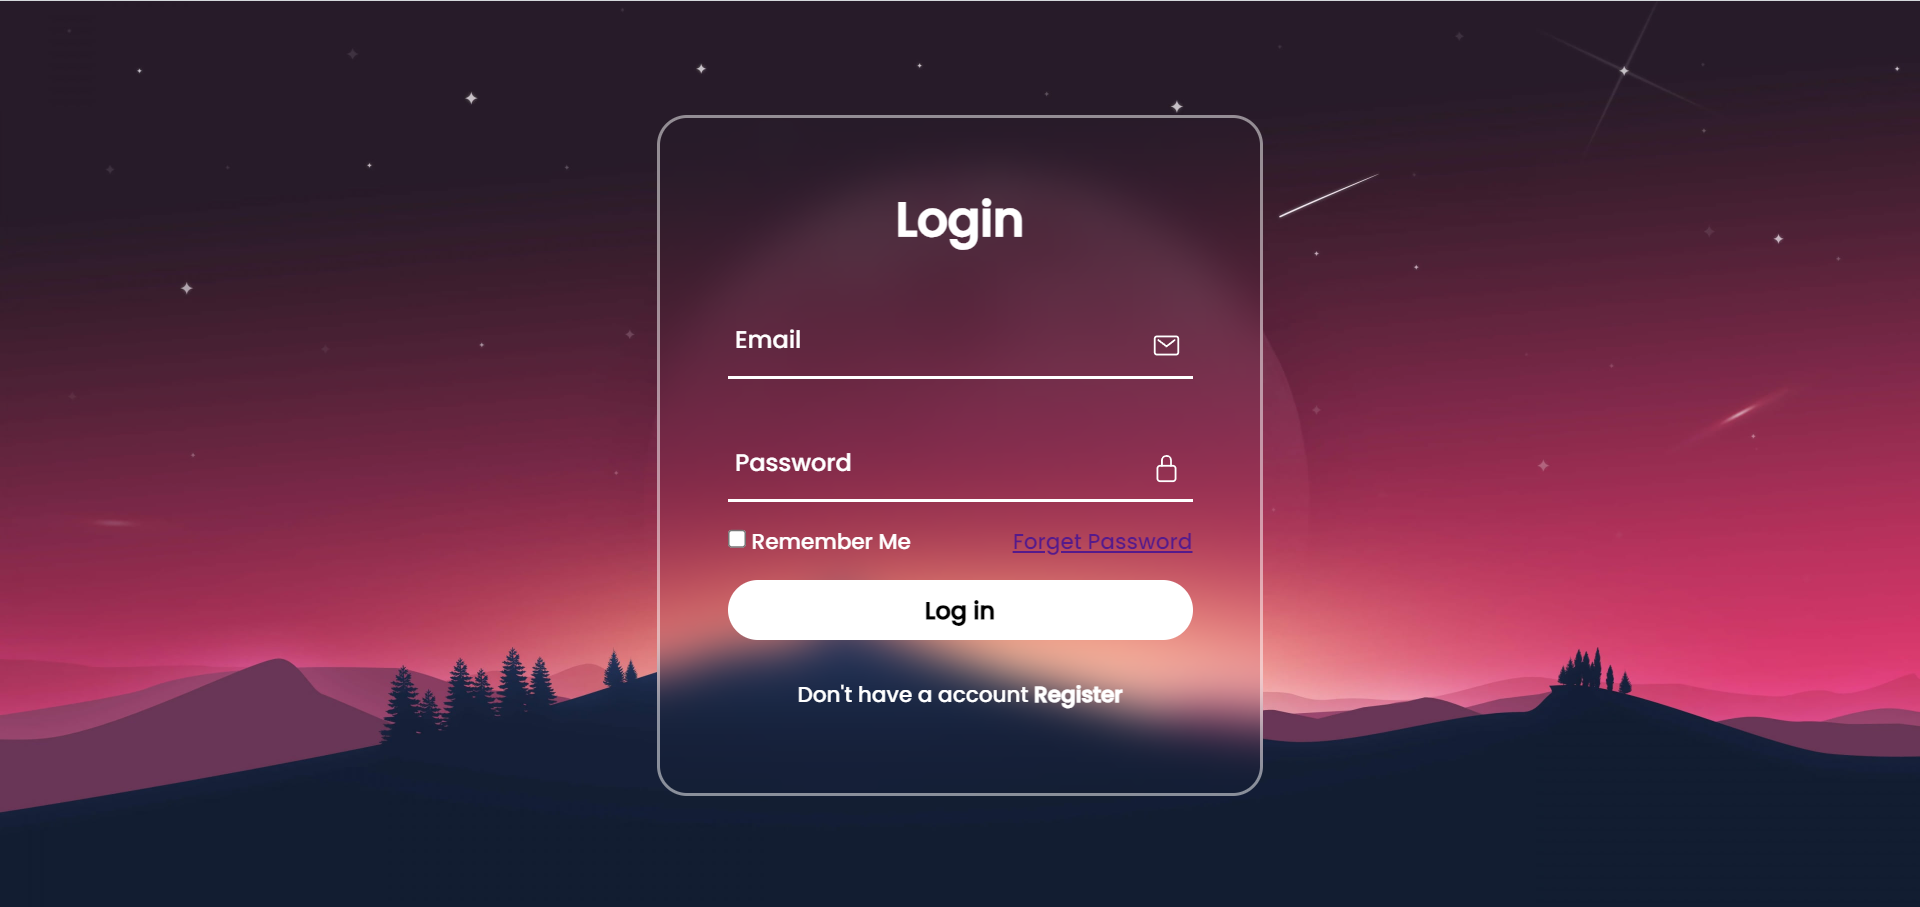 Login
Email
Password
Remember Me Forget Password
Log in
Don't have a account Register